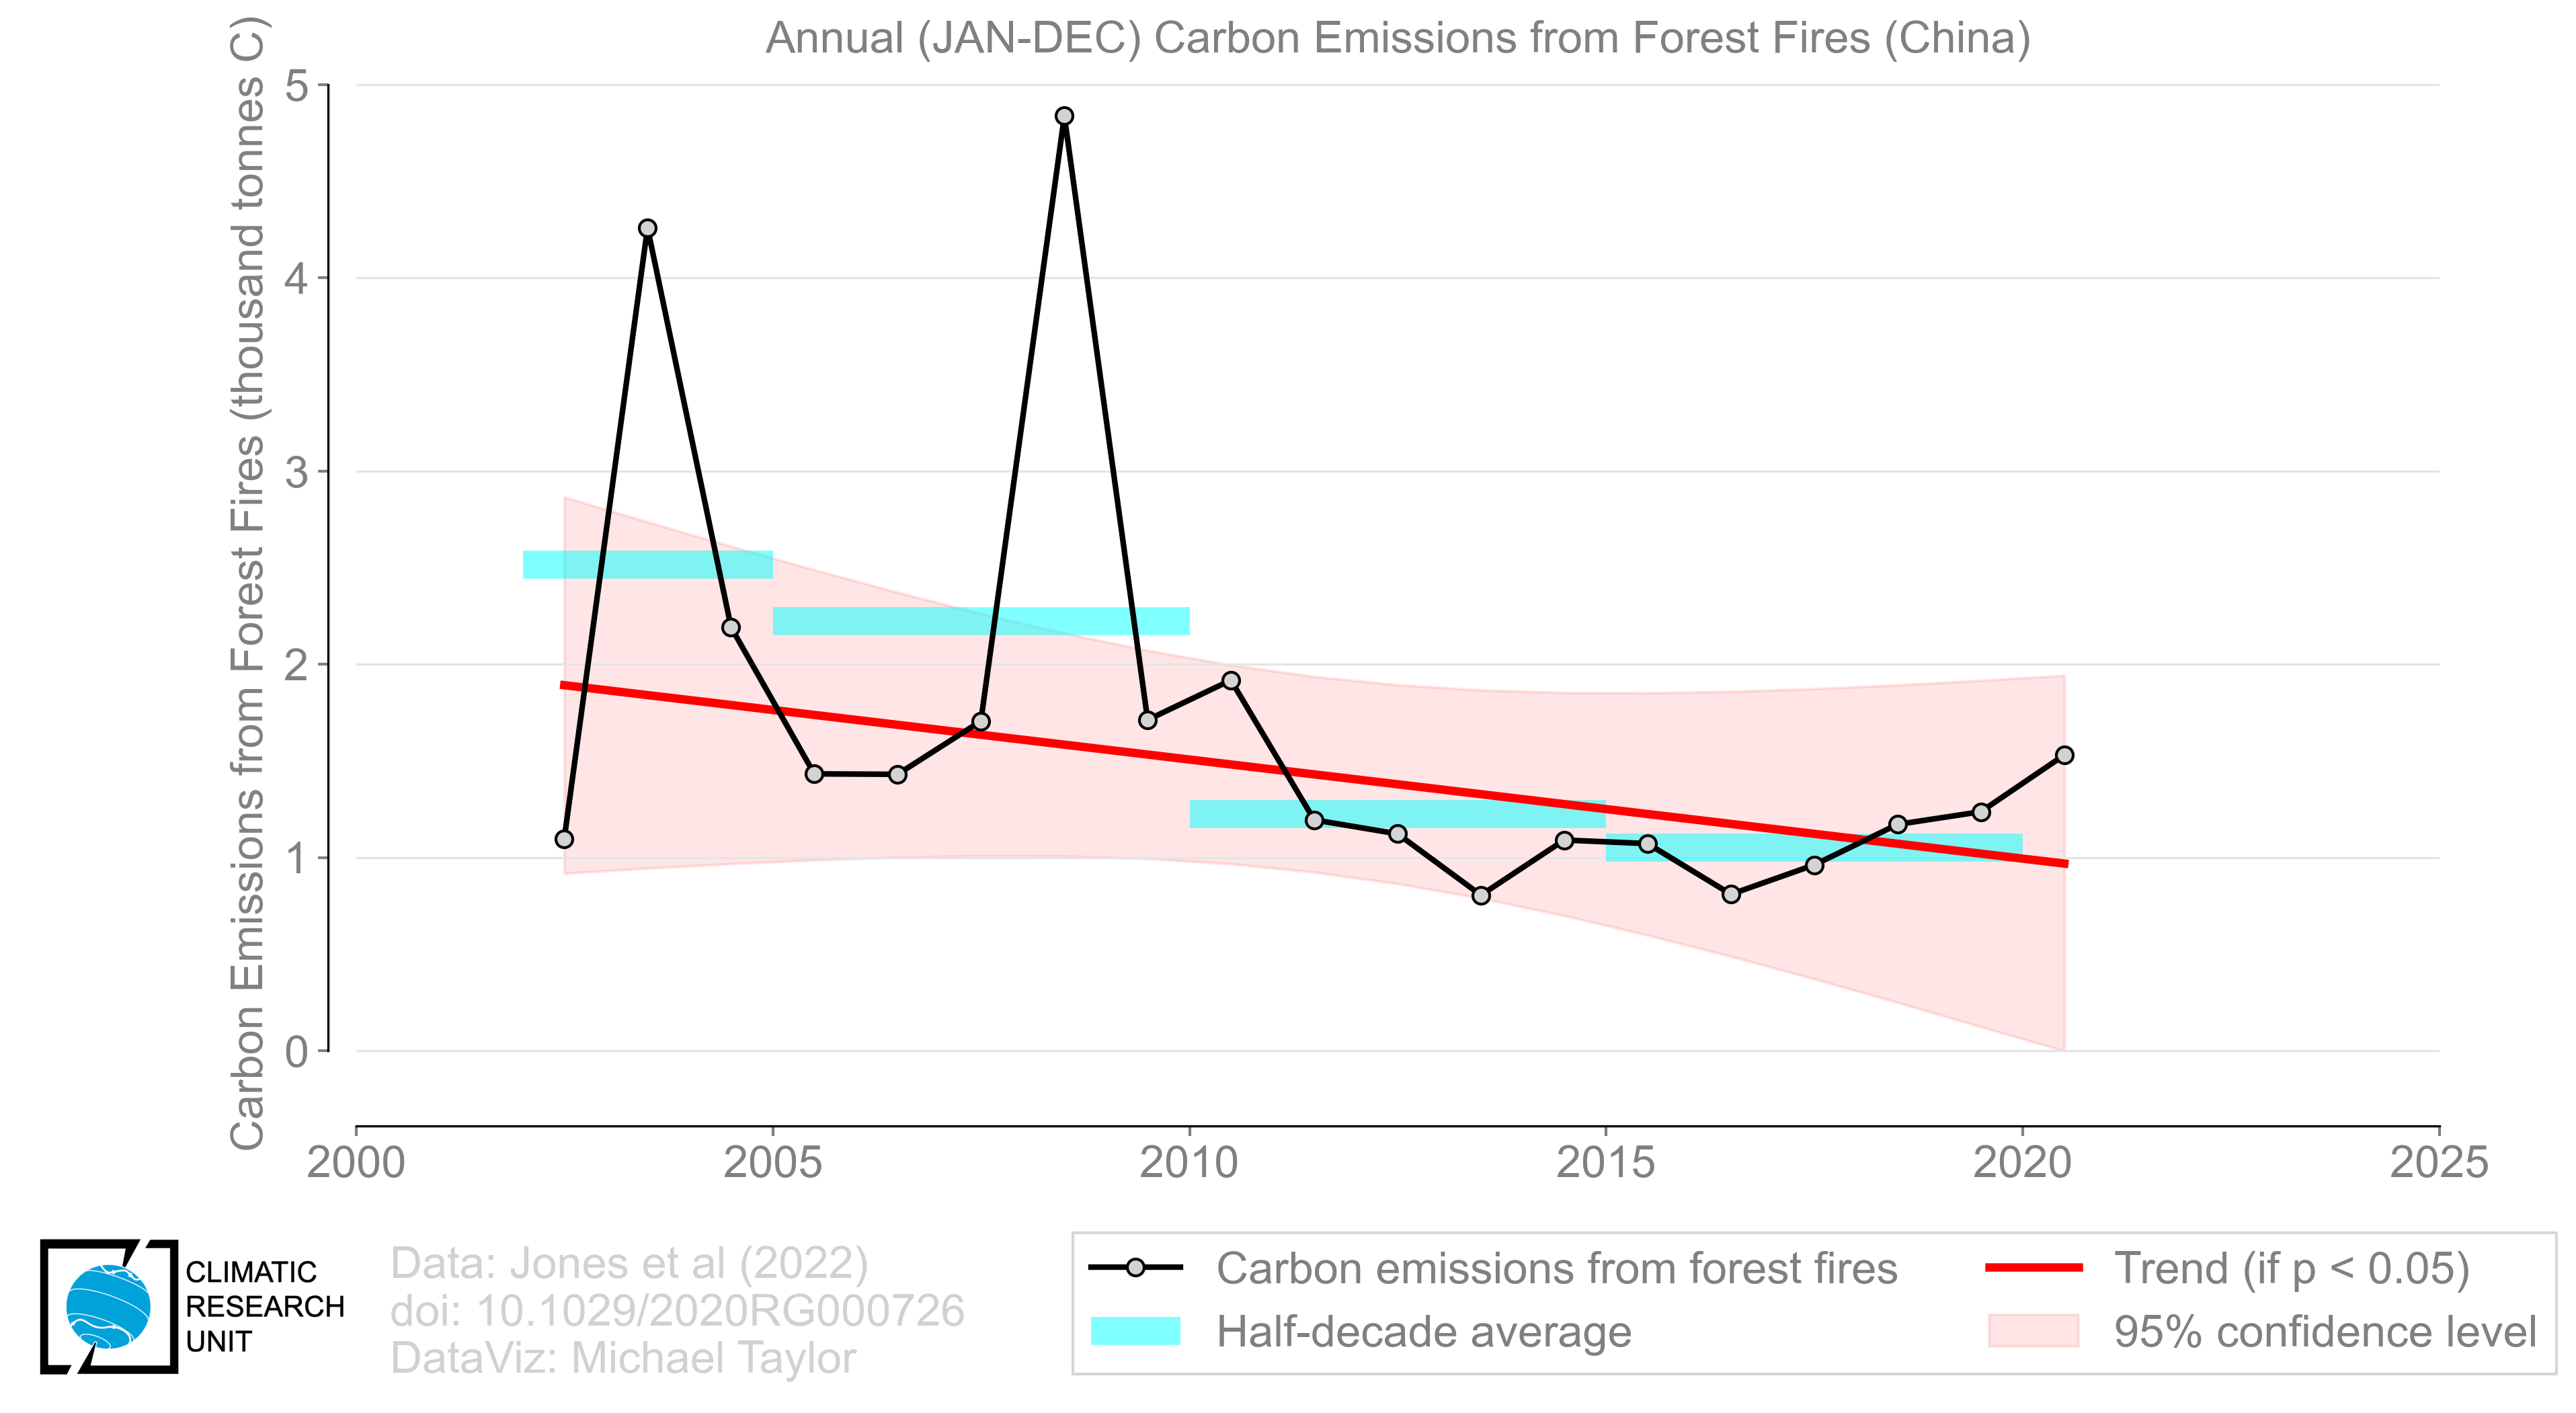 Annual (JAN-DEC) Carbon Emissions from Forest Fires (China)
Carbon Emissions from Forest Fires (thousand tonnes C)
5
4
3
2
1
0
2000 2005 2010 2015 2020 2025
CLIMATIC
RESEARCH
UNIT
Data: Jones et al (2022)
doi: 10.1029/2020RG000726
DataViz: Michael Taylor
Carbon emissions from forest fires
Half-decade average
Trend (if p < 0.05)
95% confidence level